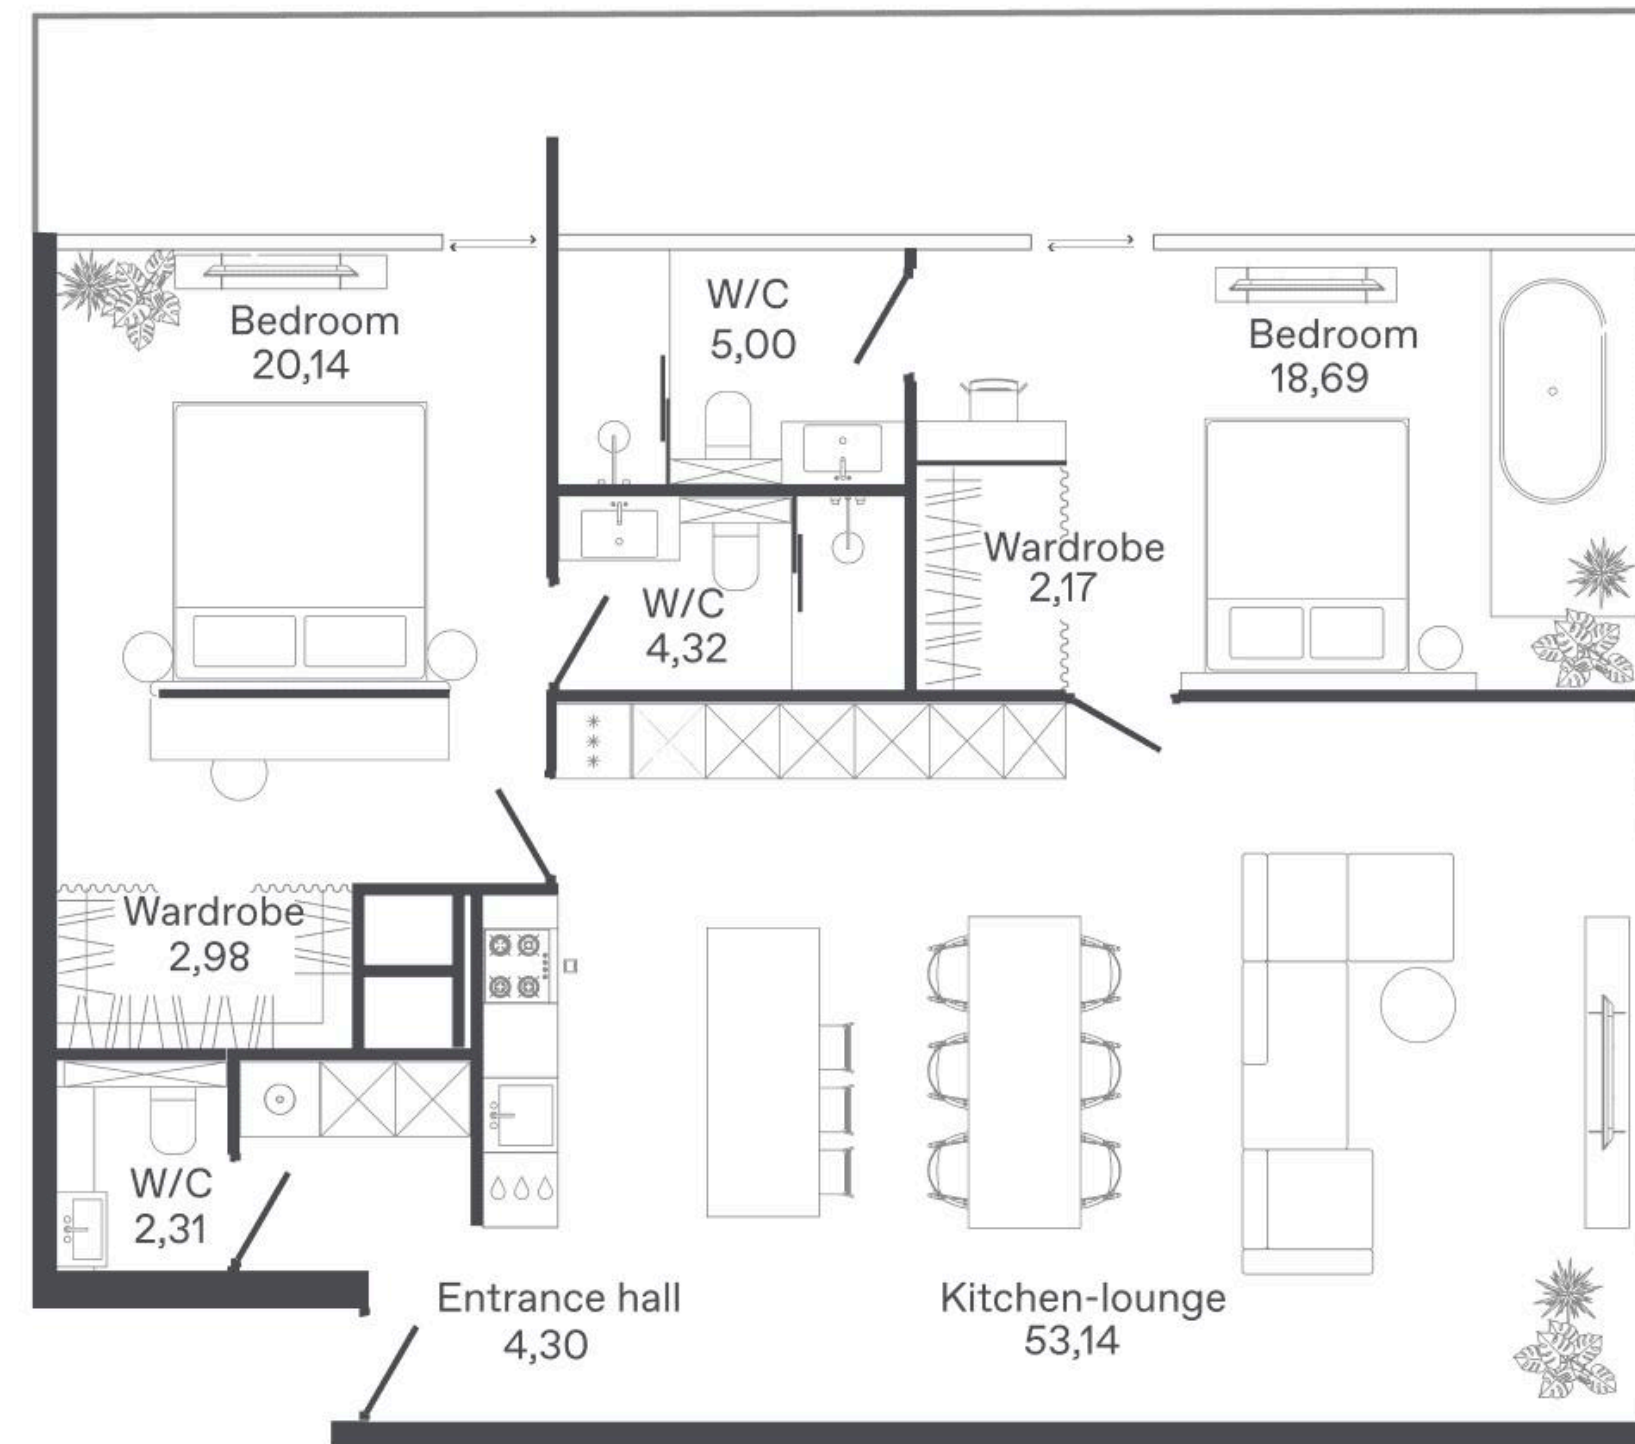 W/C
5,00
Bedroom
20,14
Bedroom
18,69
Wardrobe
2,17
W/C
4,32
Wardrobe
2,98
W/C
2,31
Entrance hall
4,30
Kitchen-lounge
53,14